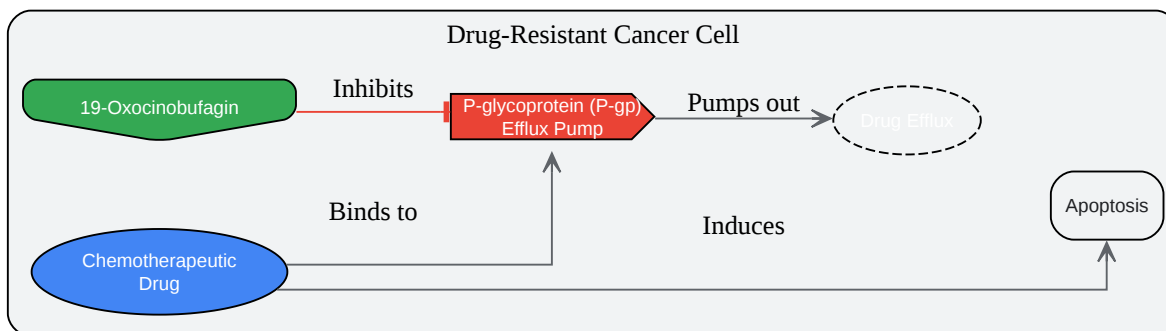 Drug-Resistant Cancer Cell
19-Oxocinobufagin
Inhibits
P-glycoprotein (P-gp)
Efflux Pump
Pumps out
Drug Efflux
Binds to
Induces
Apoptosis
Chemotherapeutic
Drug